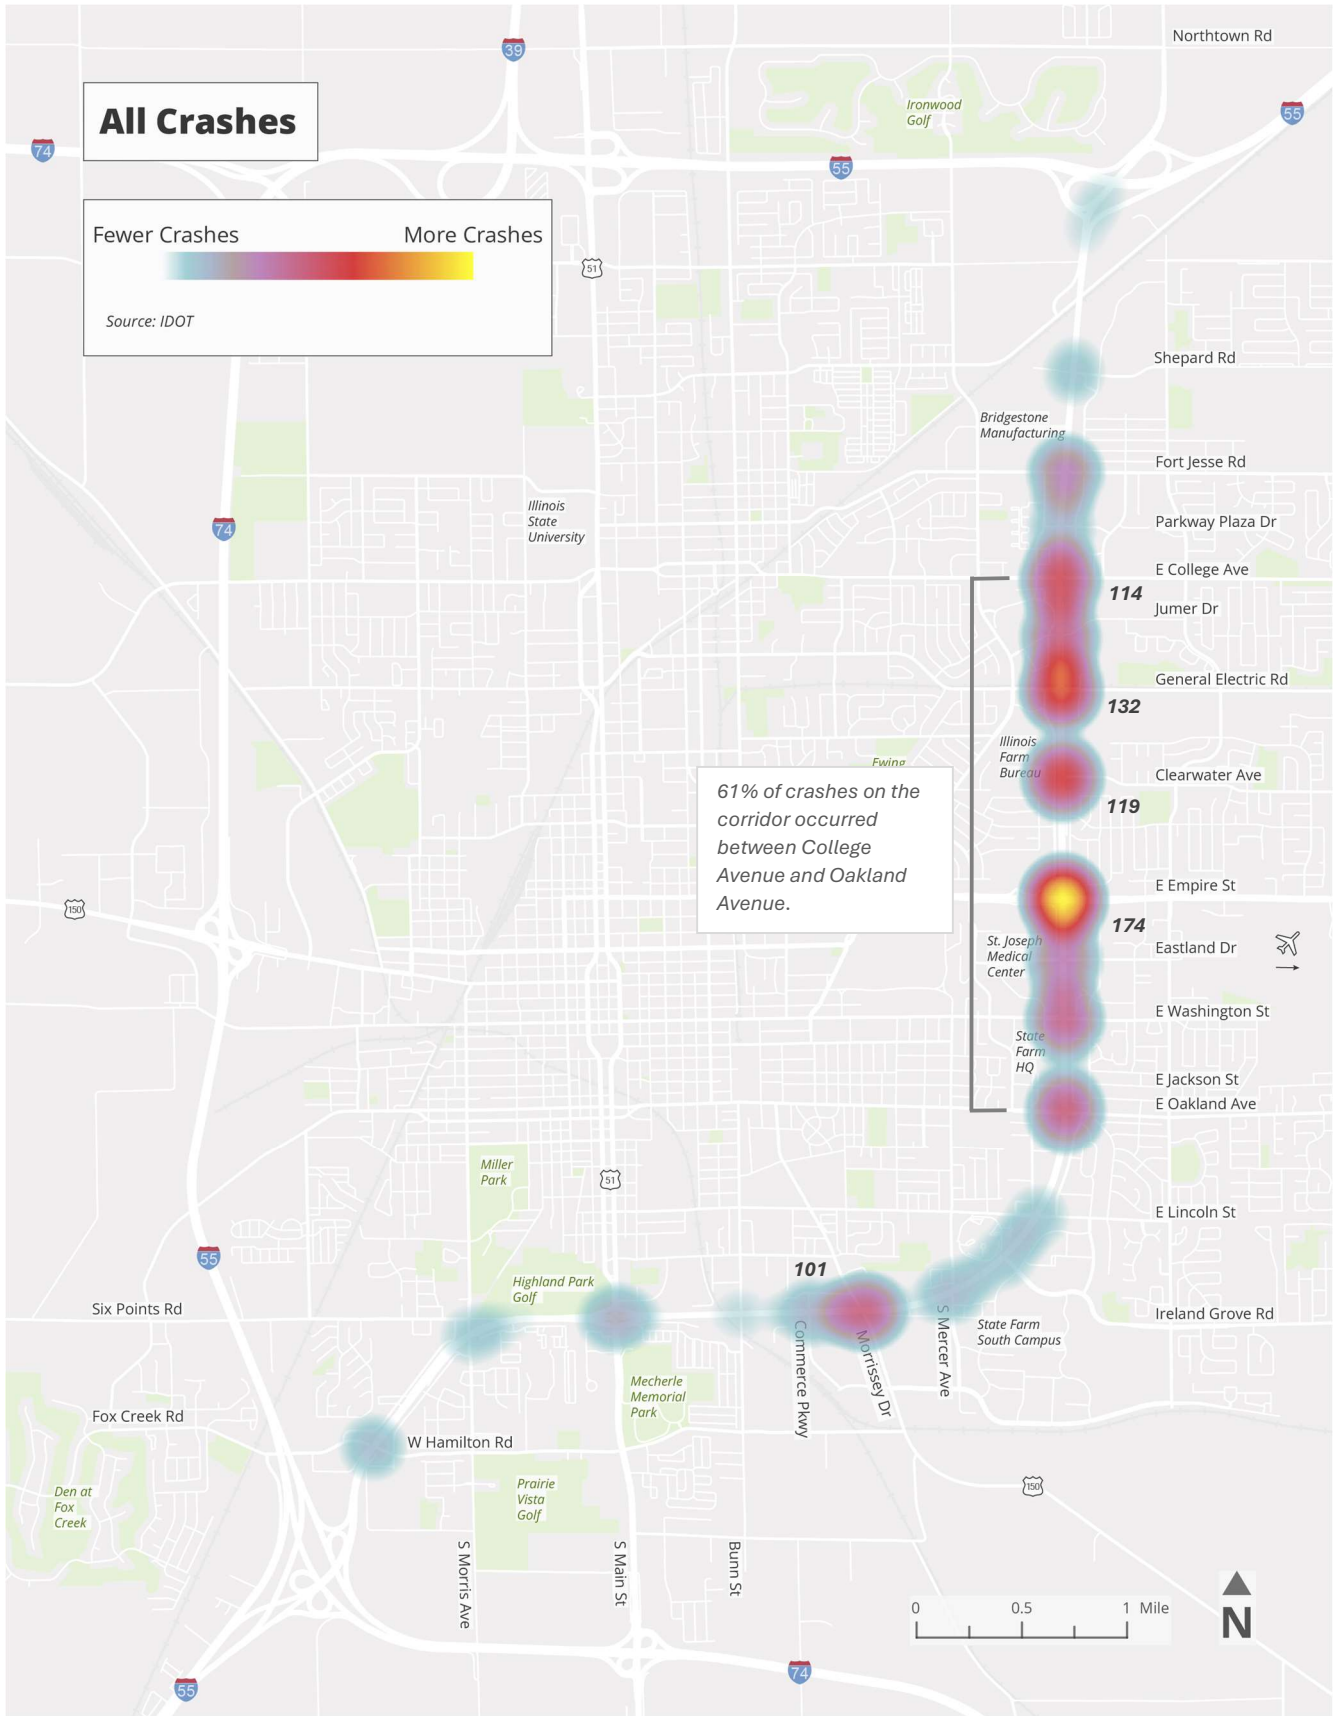 Northtown Rd
39
All Crashes
55
Ironwood
Golf
74
55
Fewer Crashes
More Crashes
51
Source: IDOT
Shepard Rd
Bridgestone
Manufacturing
Fort Jesse Rd
Illinois
State
University
Parkway Plaza Dr
74
E College Ave
114
Jumer Dr
General Electric Rd
132
Illinois
Farm
Bureau
Ewing
Clearwater Ave
61% of crashes on the
corridor occurred
between College
Avenue and Oakland
Avenue.
119
E Empire St
150
174
St. Joseph
Medical
Center
Eastland Dr
E Washington St
State
Farm
HQ
E Jackson St
E Oakland Ave
Miller
Park
51
E Lincoln St
55
101
Highland Park
Golf
Six Points Rd
Ireland Grove Rd
Commerce Pkwy
Morrissey Dr
S Mercer Ave
State Farm
South Campus
Mecherle
Memorial
Park
Fox Creek Rd
W Hamilton Rd
Den at
Fox
Creek
Prairie
Vista
Golf
150
S Morris Ave
S Main St
Bunn St
0 0.5 1 Mile
N
74
55